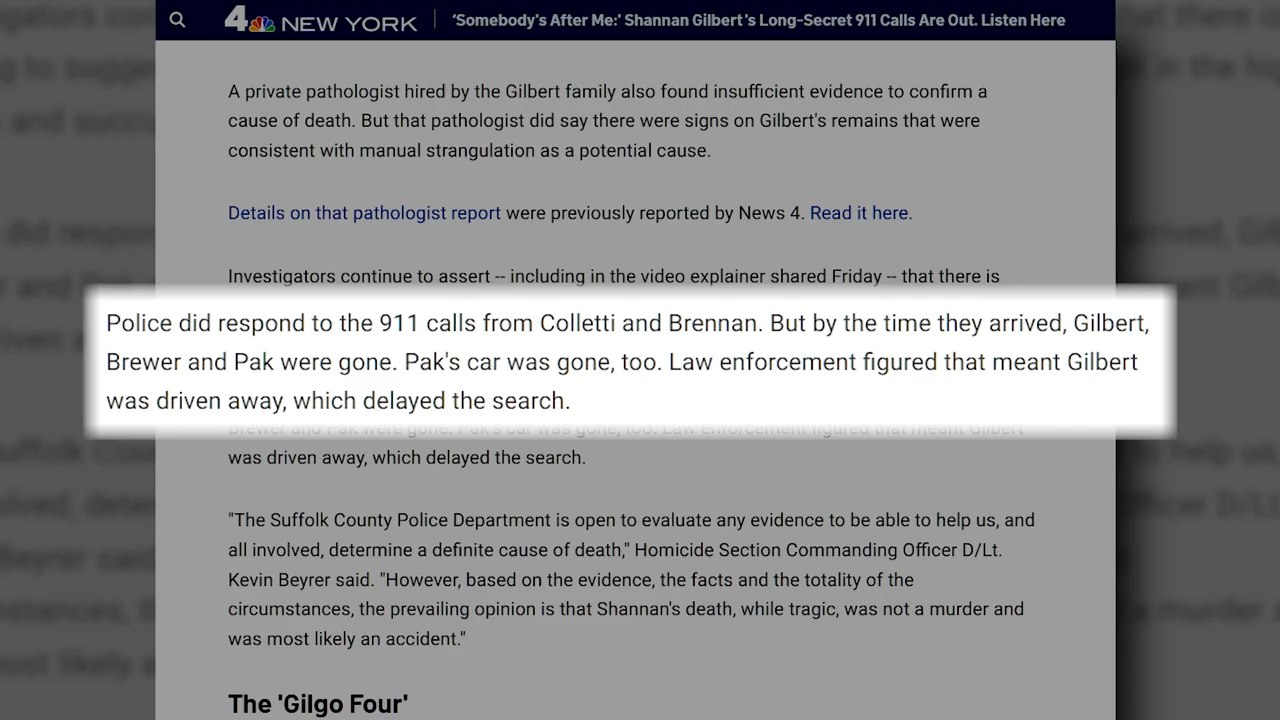 4 NEW YORK
‘Somebody's After Me:’ Shannan Gilbert's Long-Secret 911 Calls Are Out. Listen Here
A private pathologist hired by the Gilbert family also found insufficient evidence to confirm a
cause of death. But that pathologist did say there were signs on Gilbert's remains that were
consistent with manual strangulation as a potential cause.
Details on that pathologist report were previously reported by News 4. Read it here.
Investigators continue to assert -- including in the video explainer shared Friday -- that there is
Police did respond to the 911 calls from Colletti and Brennan. But by the time they arrived, Gilbert,
Brewer and Pak were gone. Pak's car was gone, too. Law enforcement figured that meant Gilbert
was driven away, which delayed the search.
Brewer and Pak were gone. Pak's car was gone, too. Law enforcement figured that meant Gilbert
was driven away, which delayed the search.
"The Suffolk County Police Department is open to evaluate any evidence to be able to help us, and
all involved, determine a definite cause of death," Homicide Section Commanding Officer D/Lt.
Kevin Beyrer said. "However, based on the evidence, the facts and the totality of the
circumstances, the prevailing opinion is that Shannan's death, while tragic, was not a murder and
was most likely an accident."
The 'Gilgo Four'